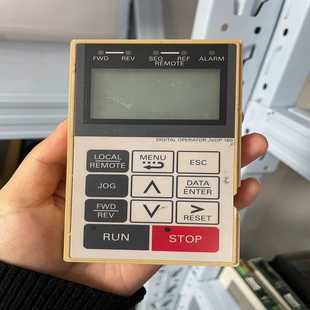 FWD REV SEQ REF ALARM
REMOTE
DIGITAL OPERATOR JVOP-160
LOCAL REMOTE MENU ESC
JOG DATA ENTER
FWD REV > RESET
RUN STOP